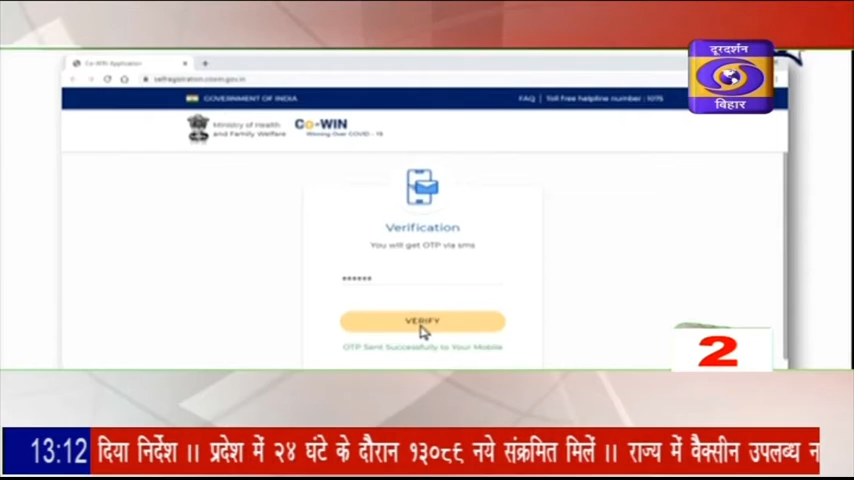 दूरदर्शन
बिहार
Co-WIN Application
selfregistration.cowin.gov.in
GOVERNMENT OF INDIA
FAQ | Toll free helpline number : 1075
Ministry of Health
and Family Welfare
Co-WIN
Winning Over COVID - 19
Verification
You will get OTP via sms
••••••
VERIFY
OTP Sent Successfully to Your Mobile
2
13:12 दिया निर्देश ।। प्रदेश में २४ घंटे के दौरान १३०८९ नये संक्रमित मिलें ।। राज्य में वैक्सीन उपलब्ध न